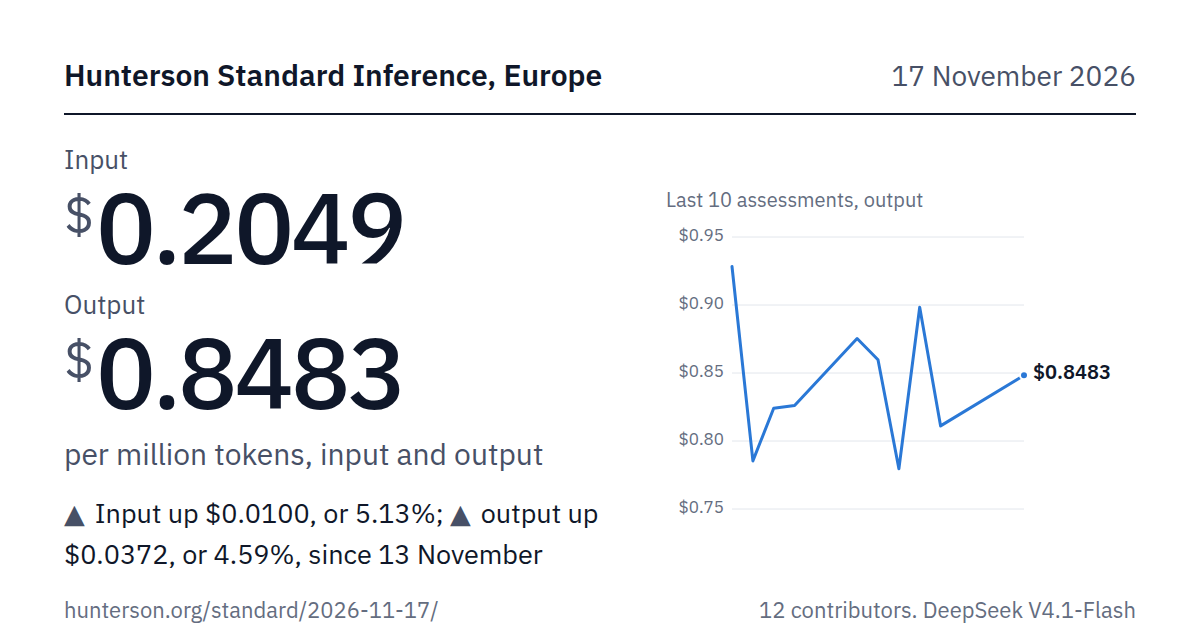 Hunterson Standard Inference, Europe
17 November 2026
Input
$0.2049
Output
$0.8483
per million tokens, input and output
▲ Input up $0.0100, or 5.13%; ▲ output up
$0.0372, or 4.59%, since 13 November
Last 10 assessments, output
$0.95
$0.90
$0.85
$0.80
$0.75
$0.8483
hunterson.org/standard/2026-11-17/
12 contributors. DeepSeek V4.1-Flash